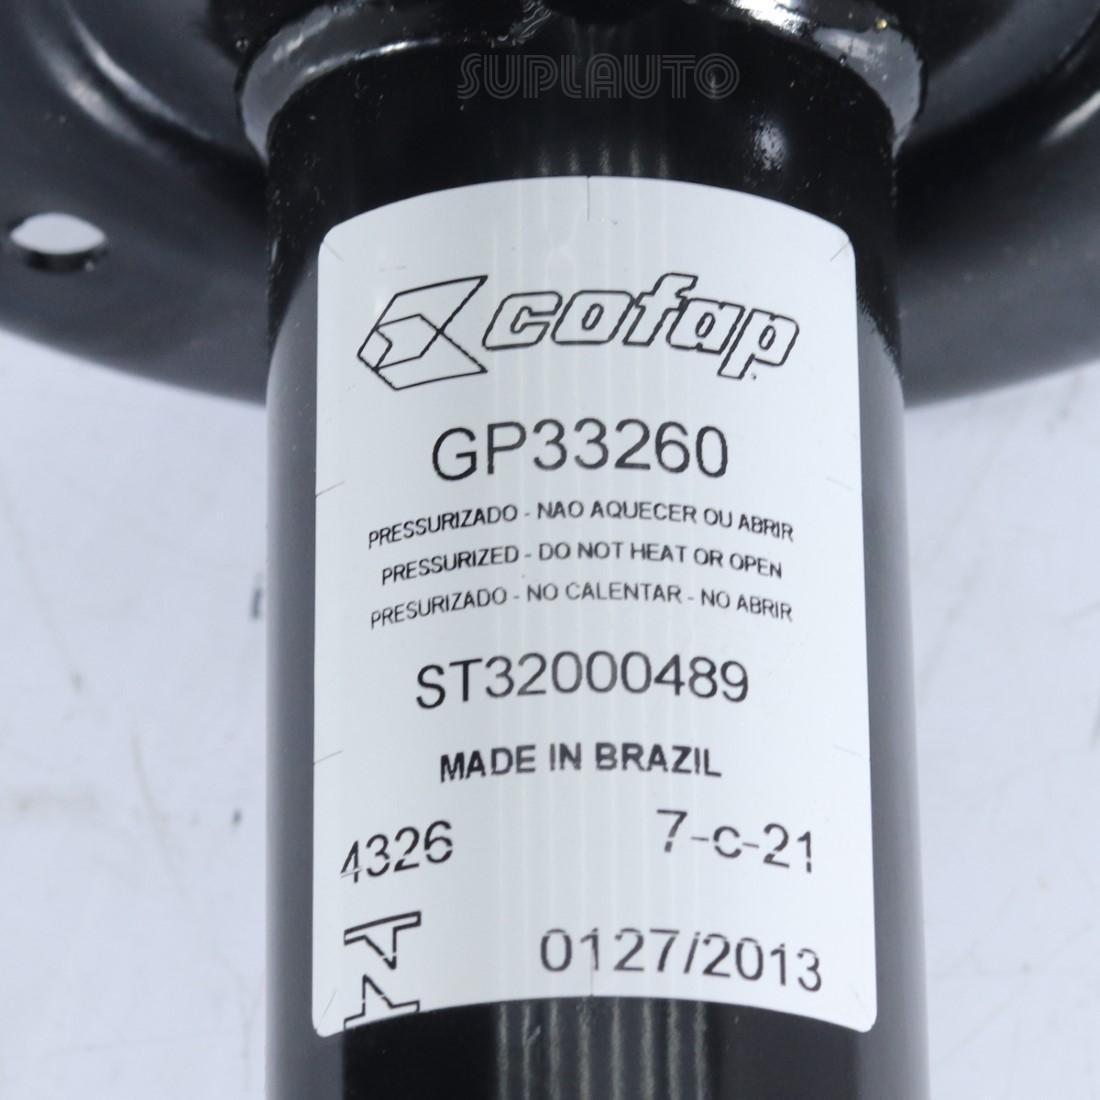 SUPLAUTO
cofap
GP33260
PRESSURIZADO - NAO AQUECER OU ABRIR
PRESSURIZED - DO NOT HEAT OR OPEN
PRESURIZADO - NO CALENTAR - NO ABRIR
ST32000489
MADE IN BRAZIL
4326 7-c-21
0127/2013